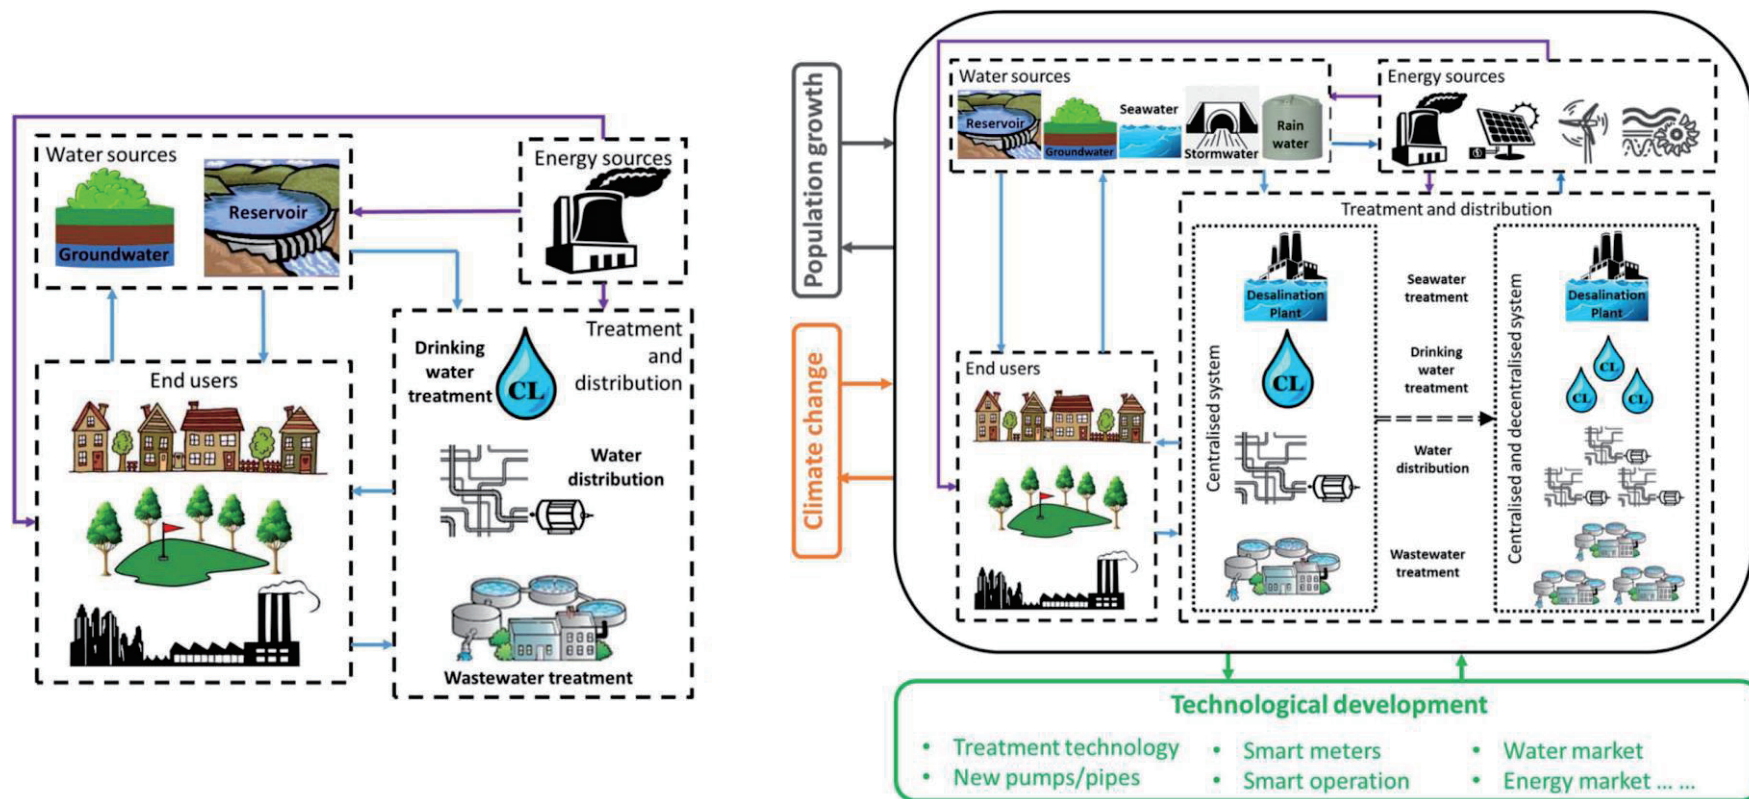 Water sources
Groundwater
Reservoir
Energy sources
End users
Treatment
and
distribution
Drinking
water
treatment
CL
Water
distribution
Wastewater treatment
Population growth
Climate change
Water sources
Reservoir
Groundwater
Seawater
Stormwater
Rain
water
Energy sources
End users
Treatment and distribution
Centralised system
Desalination
Plant
CL
Seawater
treatment
Drinking
water
treatment
Water
distribution
Wastewater
treatment
Centralised and decentralised system
Desalination
Plant
CL
CL
CL
Technological development
• Treatment technology
• New pumps/pipes
• Smart meters
• Smart operation
• Water market
• Energy market ... ...